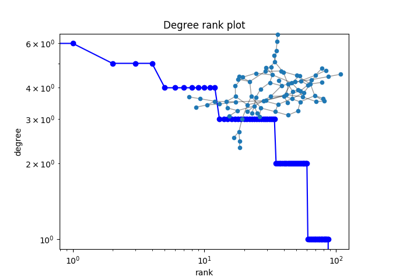 Degree rank plot
6 × 10⁰
4 × 10⁰
3 × 10⁰
2 × 10⁰
10⁰
degree
10⁰
10¹
10²
rank